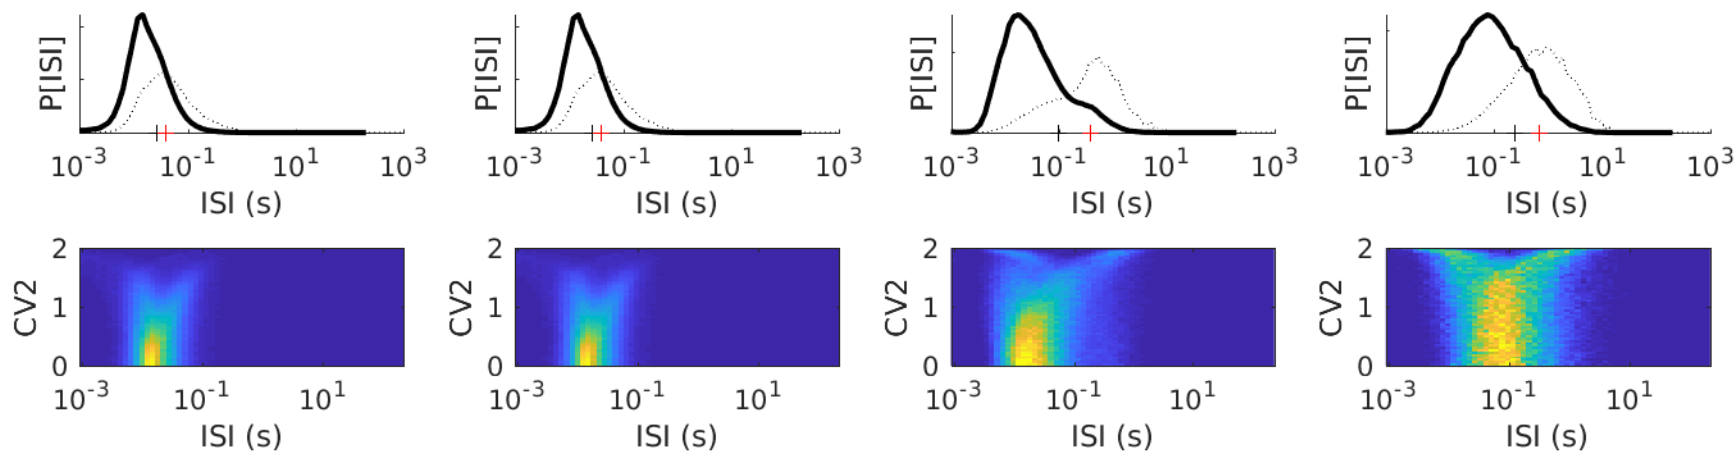 P[ISI] P[ISI] P[ISI] P[ISI]
10^-3 10^-1 10^1 10^3 10^-3 10^-1 10^1 10^3 10^-3 10^-1 10^1 10^3 10^-3 10^-1 10^1 10^3
ISI (s) ISI (s) ISI (s) ISI (s)
2 2 2 2
CV2 1 CV2 1 CV2 1 CV2 1
0 0 0 0
10^-3 10^-1 10^1 10^-3 10^-1 10^1 10^-3 10^-1 10^1 10^-3 10^-1 10^1
ISI (s) ISI (s) ISI (s) ISI (s)